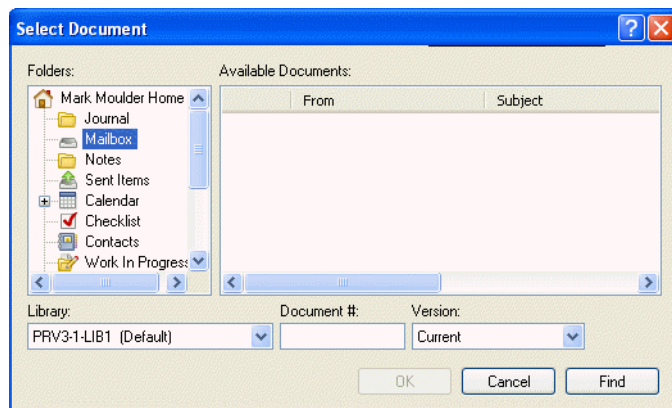 Select Document
Folders: Available Documents:
Mark Moulder Home From Subject
Journal
Mailbox
Notes
Sent Items
Calendar
Checklist
Contacts
Work In Progress
Library: Document #: Version:
PRV3-1-LIB1 (Default) Current
OK Cancel Find